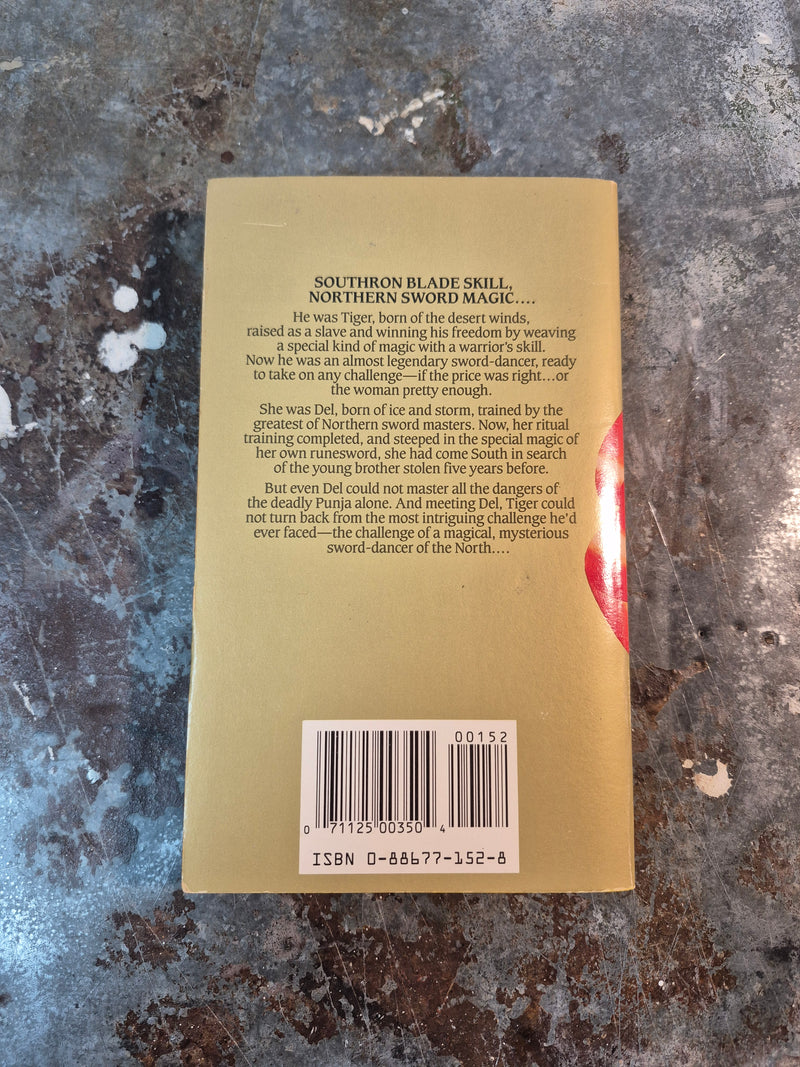 SOUTHRON BLADE SKILL,
NORTHERN SWORD MAGIC....
He was Tiger, born of the desert winds,
raised as a slave and winning his freedom by weaving
a special kind of magic with a warrior's skill.
Now he was an almost legendary sword-dancer, ready
to take on any challenge—if the price was right...or
the woman pretty enough.
She was Del, born of ice and storm, trained by the
greatest of Northern sword masters. Now, her ritual
training completed, and steeped in the special magic of
her own runesword, she had come South in search
of the young brother stolen five years before.
But even Del could not master all the dangers of
the deadly Punja alone. And meeting Del, Tiger could
not turn back from the most intriguing challenge he'd
ever faced—the challenge of a magical, mysterious
sword-dancer of the North....
00152
0 71125 00350 4
ISBN 0-88677-152-8